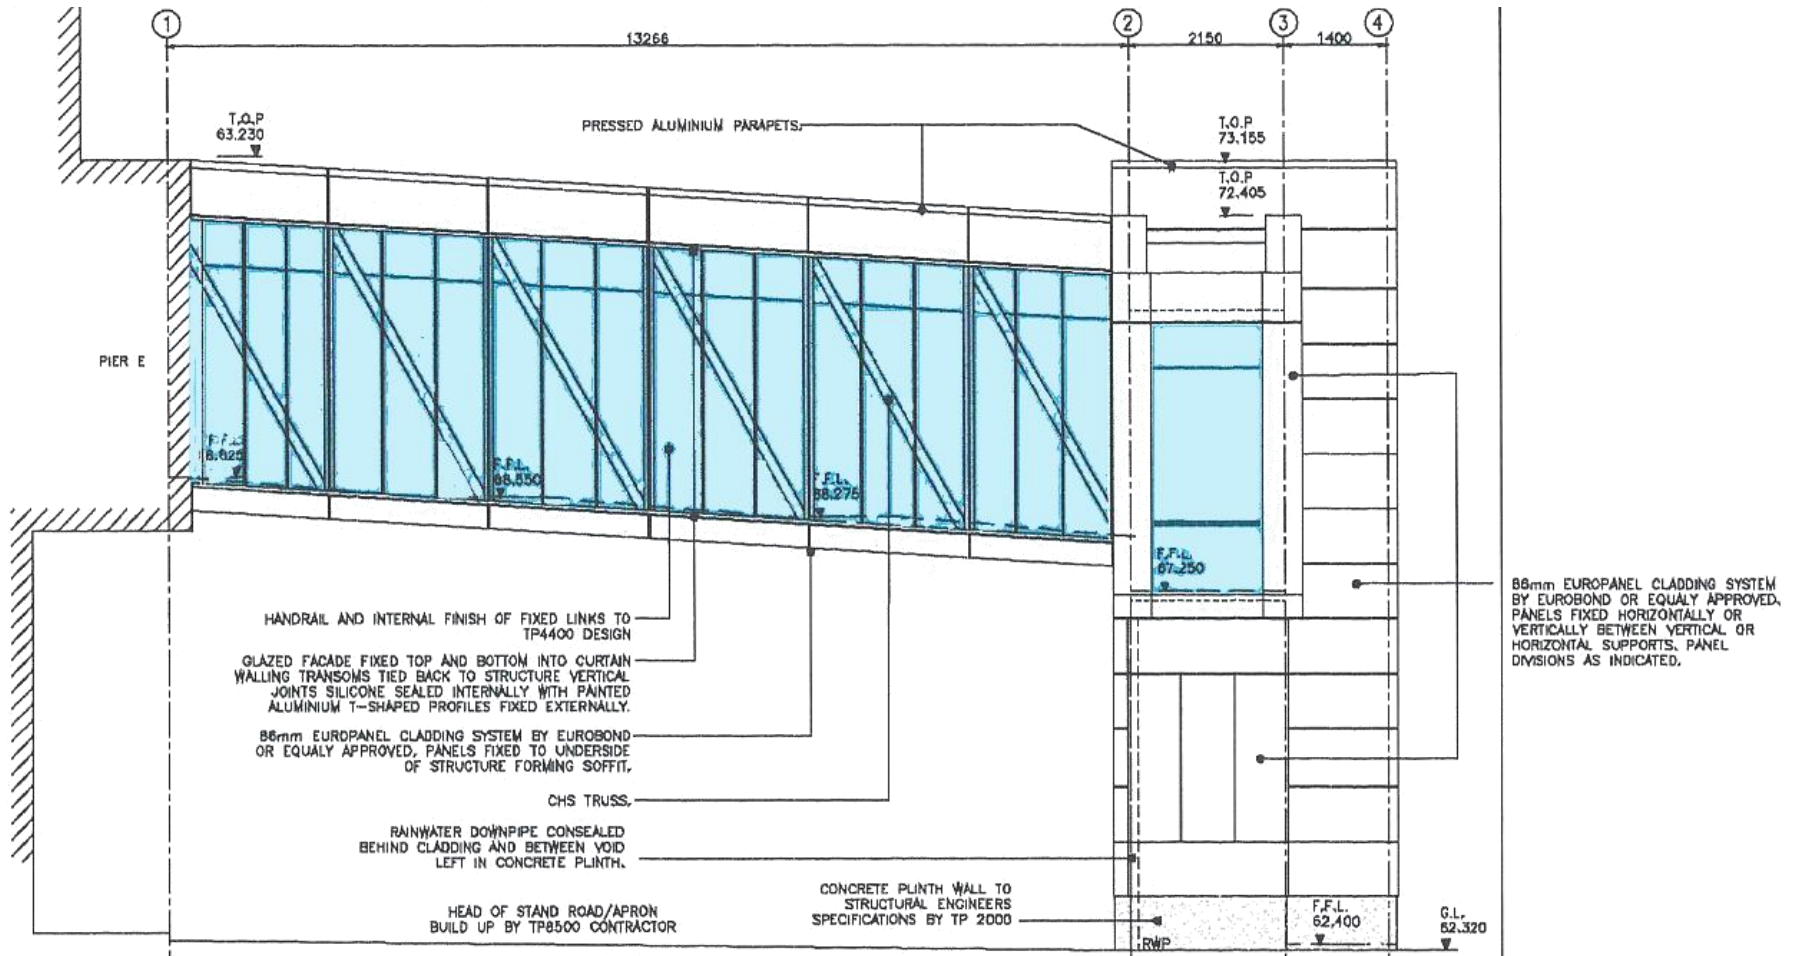 1
2
3
4
13266
2150
1400
T.O.P
63.230
PRESSED ALUMINIUM PARAPETS.
T.O.P
73.155
T.O.P
72.405
PIER E
F.F.L.
F.F.L.
68.550
F.F.L.
68.275
F.F.L.
67.250
HANDRAIL AND INTERNAL FINISH OF FIXED LINKS TO
TP4400 DESIGN
GLAZED FACADE FIXED TOP AND BOTTOM INTO CURTAIN
WALLING TRANSOMS TIED BACK TO STRUCTURE VERTICAL
JOINTS SILICONE SEALED INTERNALLY WITH PAINTED
ALUMINIUM T-SHAPED PROFILES FIXED EXTERNALLY.
EUROPANEL CLADDING SYSTEM BY EUROBOND
OR EQUALY APPROVED, PANELS FIXED TO UNDERSIDE
OF STRUCTURE FORMING SOFFIT.
CHS TRUSS.
RAINWATER DOWNPIPE CONSEALED
BEHIND CLADDING AND BETWEEN VOID
LEFT IN CONCRETE PLINTH.
HEAD OF STAND ROAD/APRON
BUILD UP BY TP8500 CONTRACTOR
CONCRETE PLINTH WALL TO
STRUCTURAL ENGINEERS
SPECIFICATIONS BY TP 2000
RWP
F.F.L.
62.400
G.L.
62.320
EUROPANEL CLADDING SYSTEM
BY EUROBOND OR EQUALY APPROVED,
PANELS FIXED HORIZONTALLY OR
VERTICALLY BETWEEN VERTICAL OR
HORIZONTAL SUPPORTS. PANEL
DIVISIONS AS INDICATED.